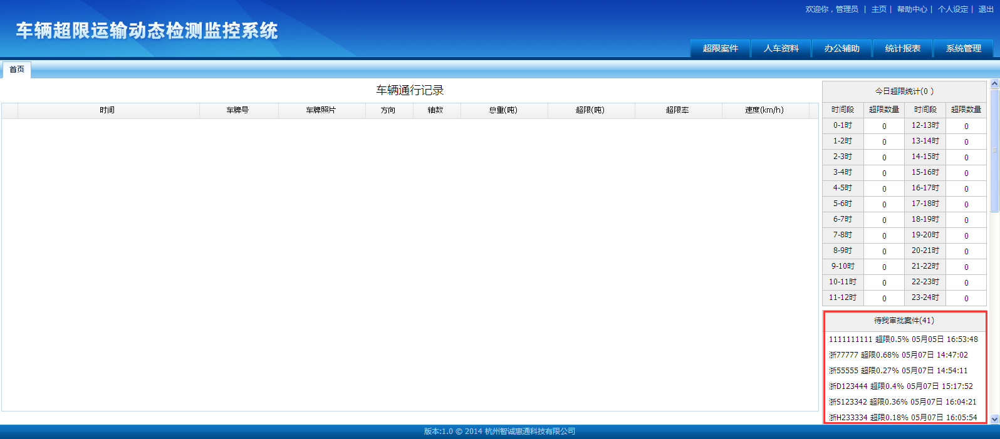 欢迎你，管理员 | 主页 | 帮助中心 | 个人设定 | 退出
车辆超限运输动态检测监控系统
超限案件 人车资料 办公辅助 统计报表 系统管理
首页
车辆通行记录
时间 车牌号 车牌照片 方向 轴数 总重(吨) 超限(吨) 超限率 速度(km/h)
今日超限统计(0 )
时间段 超限数量 时间段 超限数量
0-1时 0 12-13时 0
1-2时 0 13-14时 0
2-3时 0 14-15时 0
3-4时 0 15-16时 0
4-5时 0 16-17时 0
5-6时 0 17-18时 0
6-7时 0 18-19时 0
7-8时 0 19-20时 0
8-9时 0 20-21时 0
9-10时 0 21-22时 0
10-11时 0 22-23时 0
11-12时 0 23-24时 0
待我审批案件(41)
1111111111 超限0.5% 05月05日 16:53:48
浙77777 超限0.68% 05月07日 14:47:02
浙55555 超限0.27% 05月07日 14:54:11
浙D123444 超限0.4% 05月07日 15:17:52
浙S123342 超限0.36% 05月07日 16:04:21
浙H233334 超限0.18% 05月07日 16:05:54
版本:1.0 © 2014 杭州智诚惠通科技有限公司